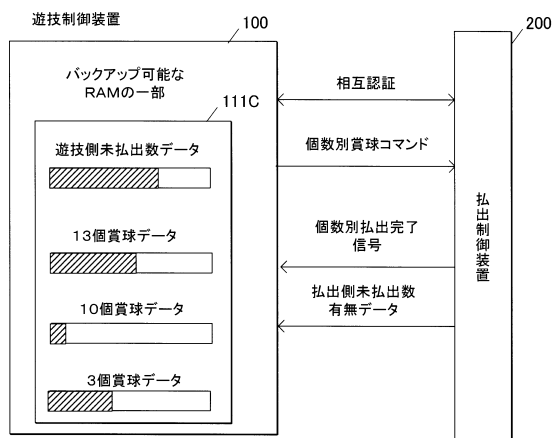 遊技制御装置
100
200
バックアップ可能な
RAMの一部
111C
遊技側未払出数データ
13個賞球データ
10個賞球データ
3個賞球データ
相互認証
個数別賞球コマンド
個数別払出完了
信号
払出側未払出数
有無データ
払出制御装置